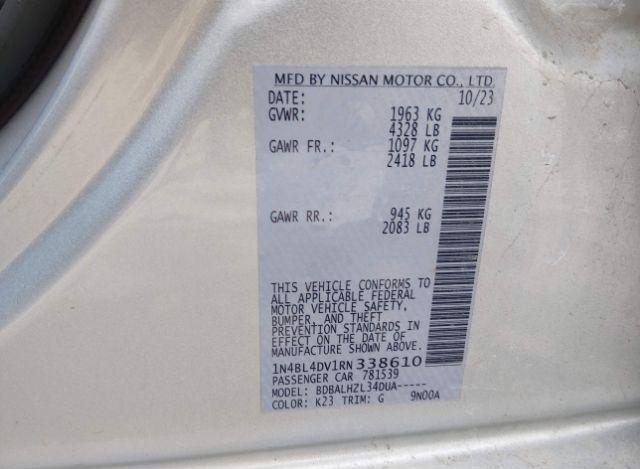 MFD BY NISSAN MOTOR CO., LTD.
DATE: 10/23
GVWR: 1963 KG
4328 LB
GAWR FR.: 1097 KG
2418 LB
GAWR RR.: 945 KG
2083 LB
THIS VEHICLE CONFORMS TO
ALL APPLICABLE FEDERAL
MOTOR VEHICLE SAFETY,
BUMPER, AND THEFT
PREVENTION STANDARDS IN
EFFECT ON THE DATE OF
MANUFACTURE SHOWN ABOVE.
1N4BL4DV1RN338610
PASSENGER CAR 781539
MODEL: BDBALHZL34DUA-----
COLOR: K23 TRIM: G 9N00A